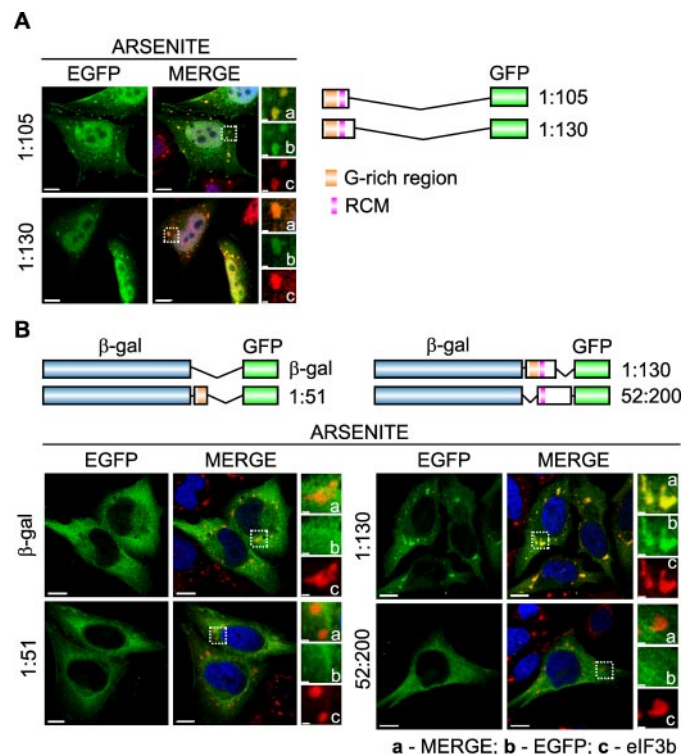 A
ARSENITE
EGFP MERGE
GFP
1:105
a
b
c
1:105
1:130
G-rich region
RCM
1:130
a
b
c
B
β-gal GFP
β-gal
1:51
β-gal GFP
1:130
52:200
ARSENITE
EGFP MERGE
β-gal
a
b
c
1:51
a
b
c
EGFP MERGE
1:130
a
b
c
52:200
a
b
c
a - MERGE; b - EGFP; c - eIF3b